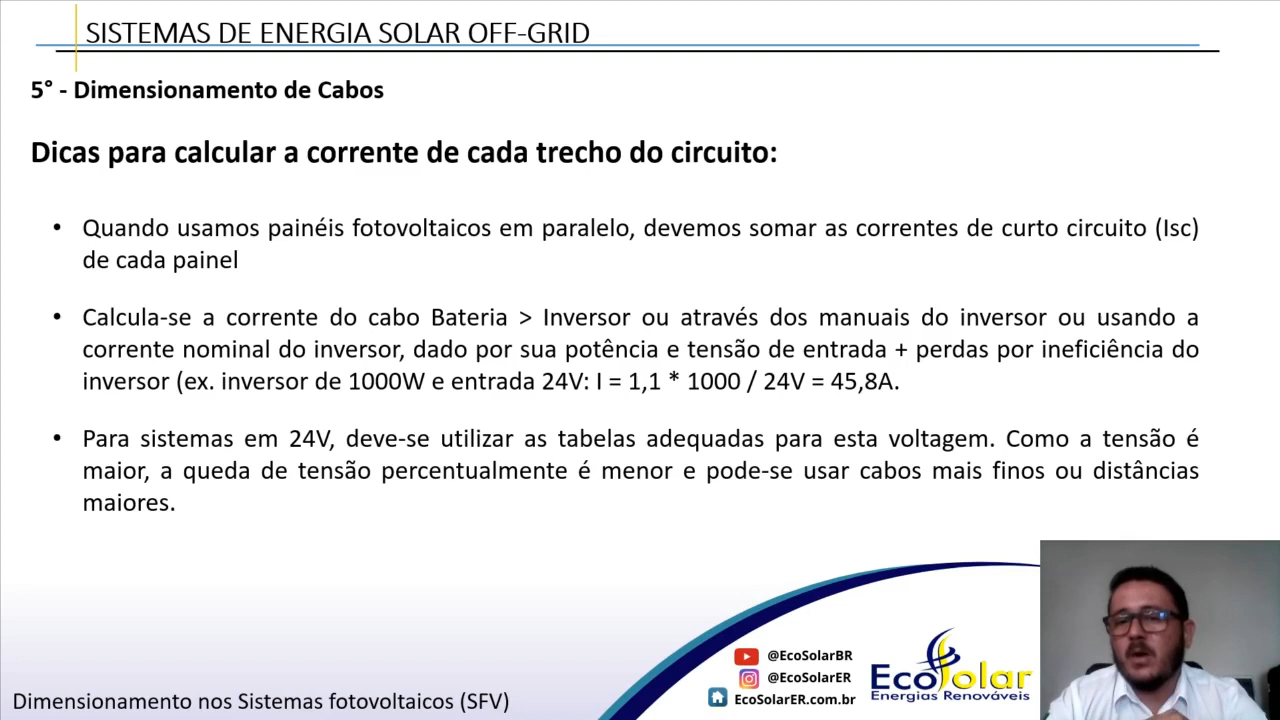 SISTEMAS DE ENERGIA SOLAR OFF-GRID
5° - Dimensionamento de Cabos
Dicas para calcular a corrente de cada trecho do circuito:
• Quando usamos painéis fotovoltaicos em paralelo, devemos somar as correntes de curto circuito (Isc)
de cada painel
• Calcula-se a corrente do cabo Bateria > Inversor ou através dos manuais do inversor ou usando a
corrente nominal do inversor, dado por sua potência e tensão de entrada + perdas por ineficiência do
inversor (ex. inversor de 1000W e entrada 24V: I = 1,1 * 1000 / 24V = 45,8A.
• Para sistemas em 24V, deve-se utilizar as tabelas adequadas para esta voltagem. Como a tensão é
maior, a queda de tensão percentualmente é menor e pode-se usar cabos mais finos ou distâncias
maiores.
@EcoSolarBR
@EcoSolarER
EcoSolarER.com.br
EcoSolar
Energias Renováveis
Dimensionamento nos Sistemas fotovoltaicos (SFV)